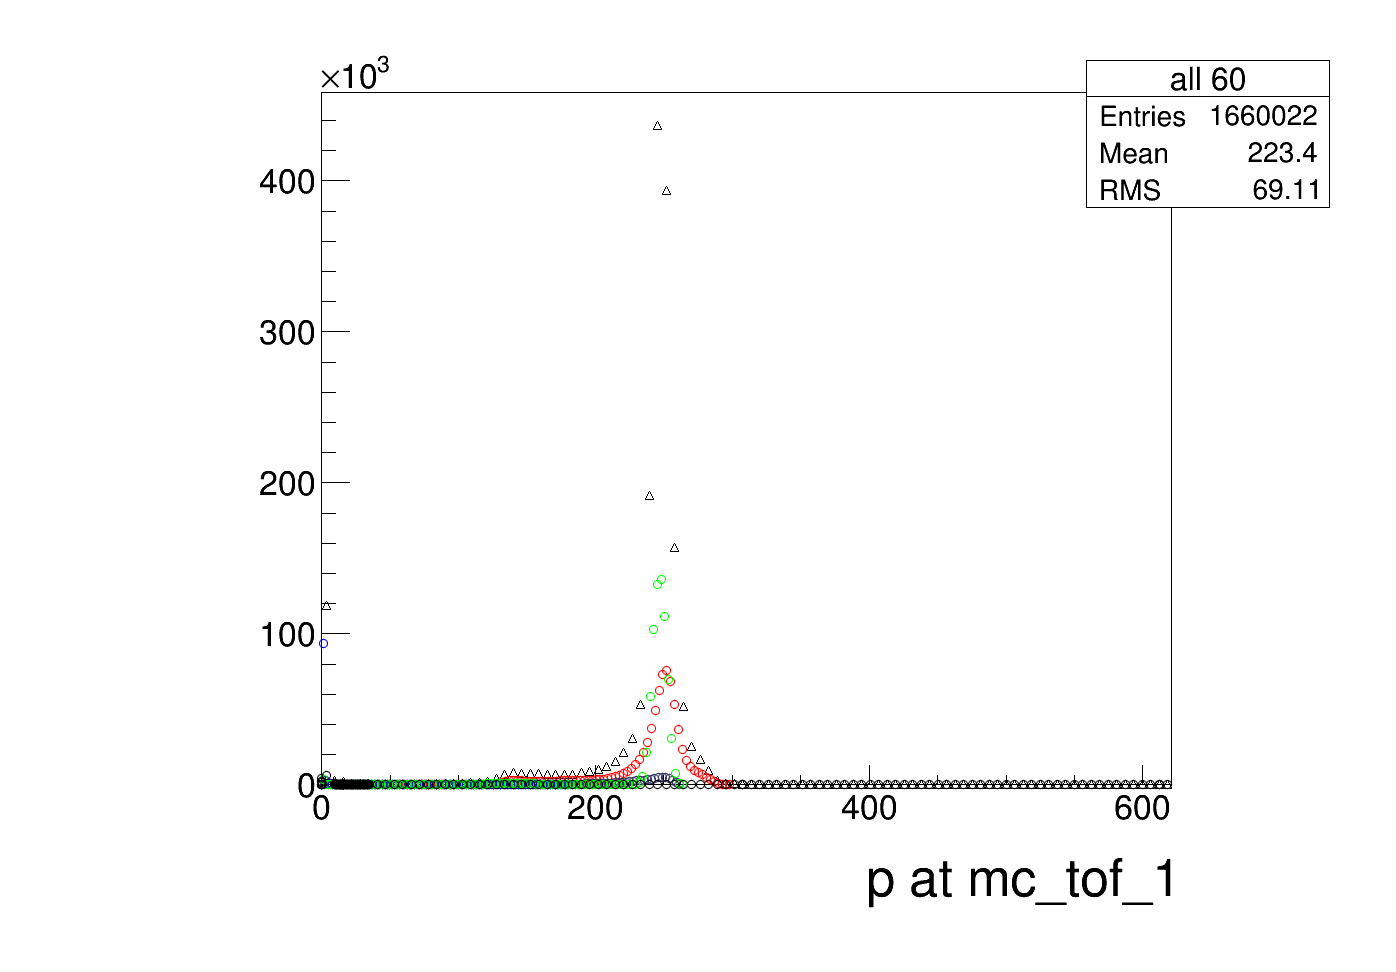 ×10³
all 60
Entries 1660022
Mean 223.4
RMS 69.11
400
300
200
100
0
0 200 400 600
p at mc_tof_1